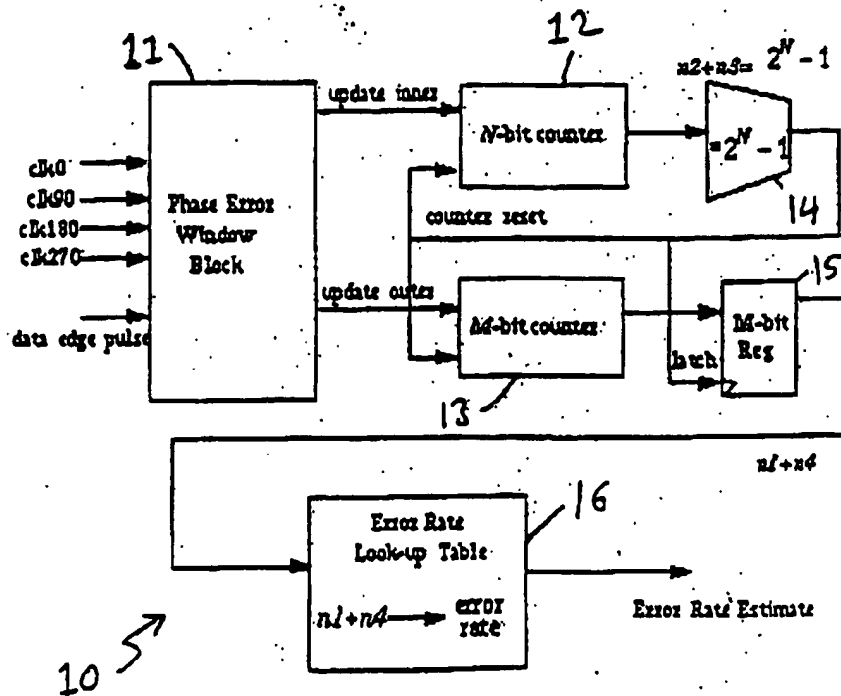 11
12
n2+n3= 2^N - 1
update inner
clk0
clk90
clk180
clk270
Phase Error
Window
Block
N-bit counter
=2^N - 1
14
counter reset
15
update outer
data edge pulse
M-bit counter
M-bit
Reg
latch
13
n1+n4
16
Error Rate
Look-up Table
n1+n4
error
rate
Error Rate Estimate
10